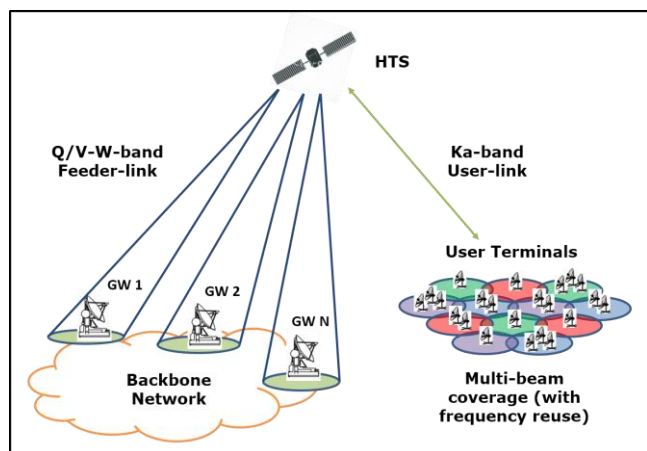 HTS
Q/V-W-band
Feeder-link
Ka-band
User-link
User Terminals
GW 1
GW 2
GW N
Backbone
Network
Multi-beam
coverage (with
frequency reuse)